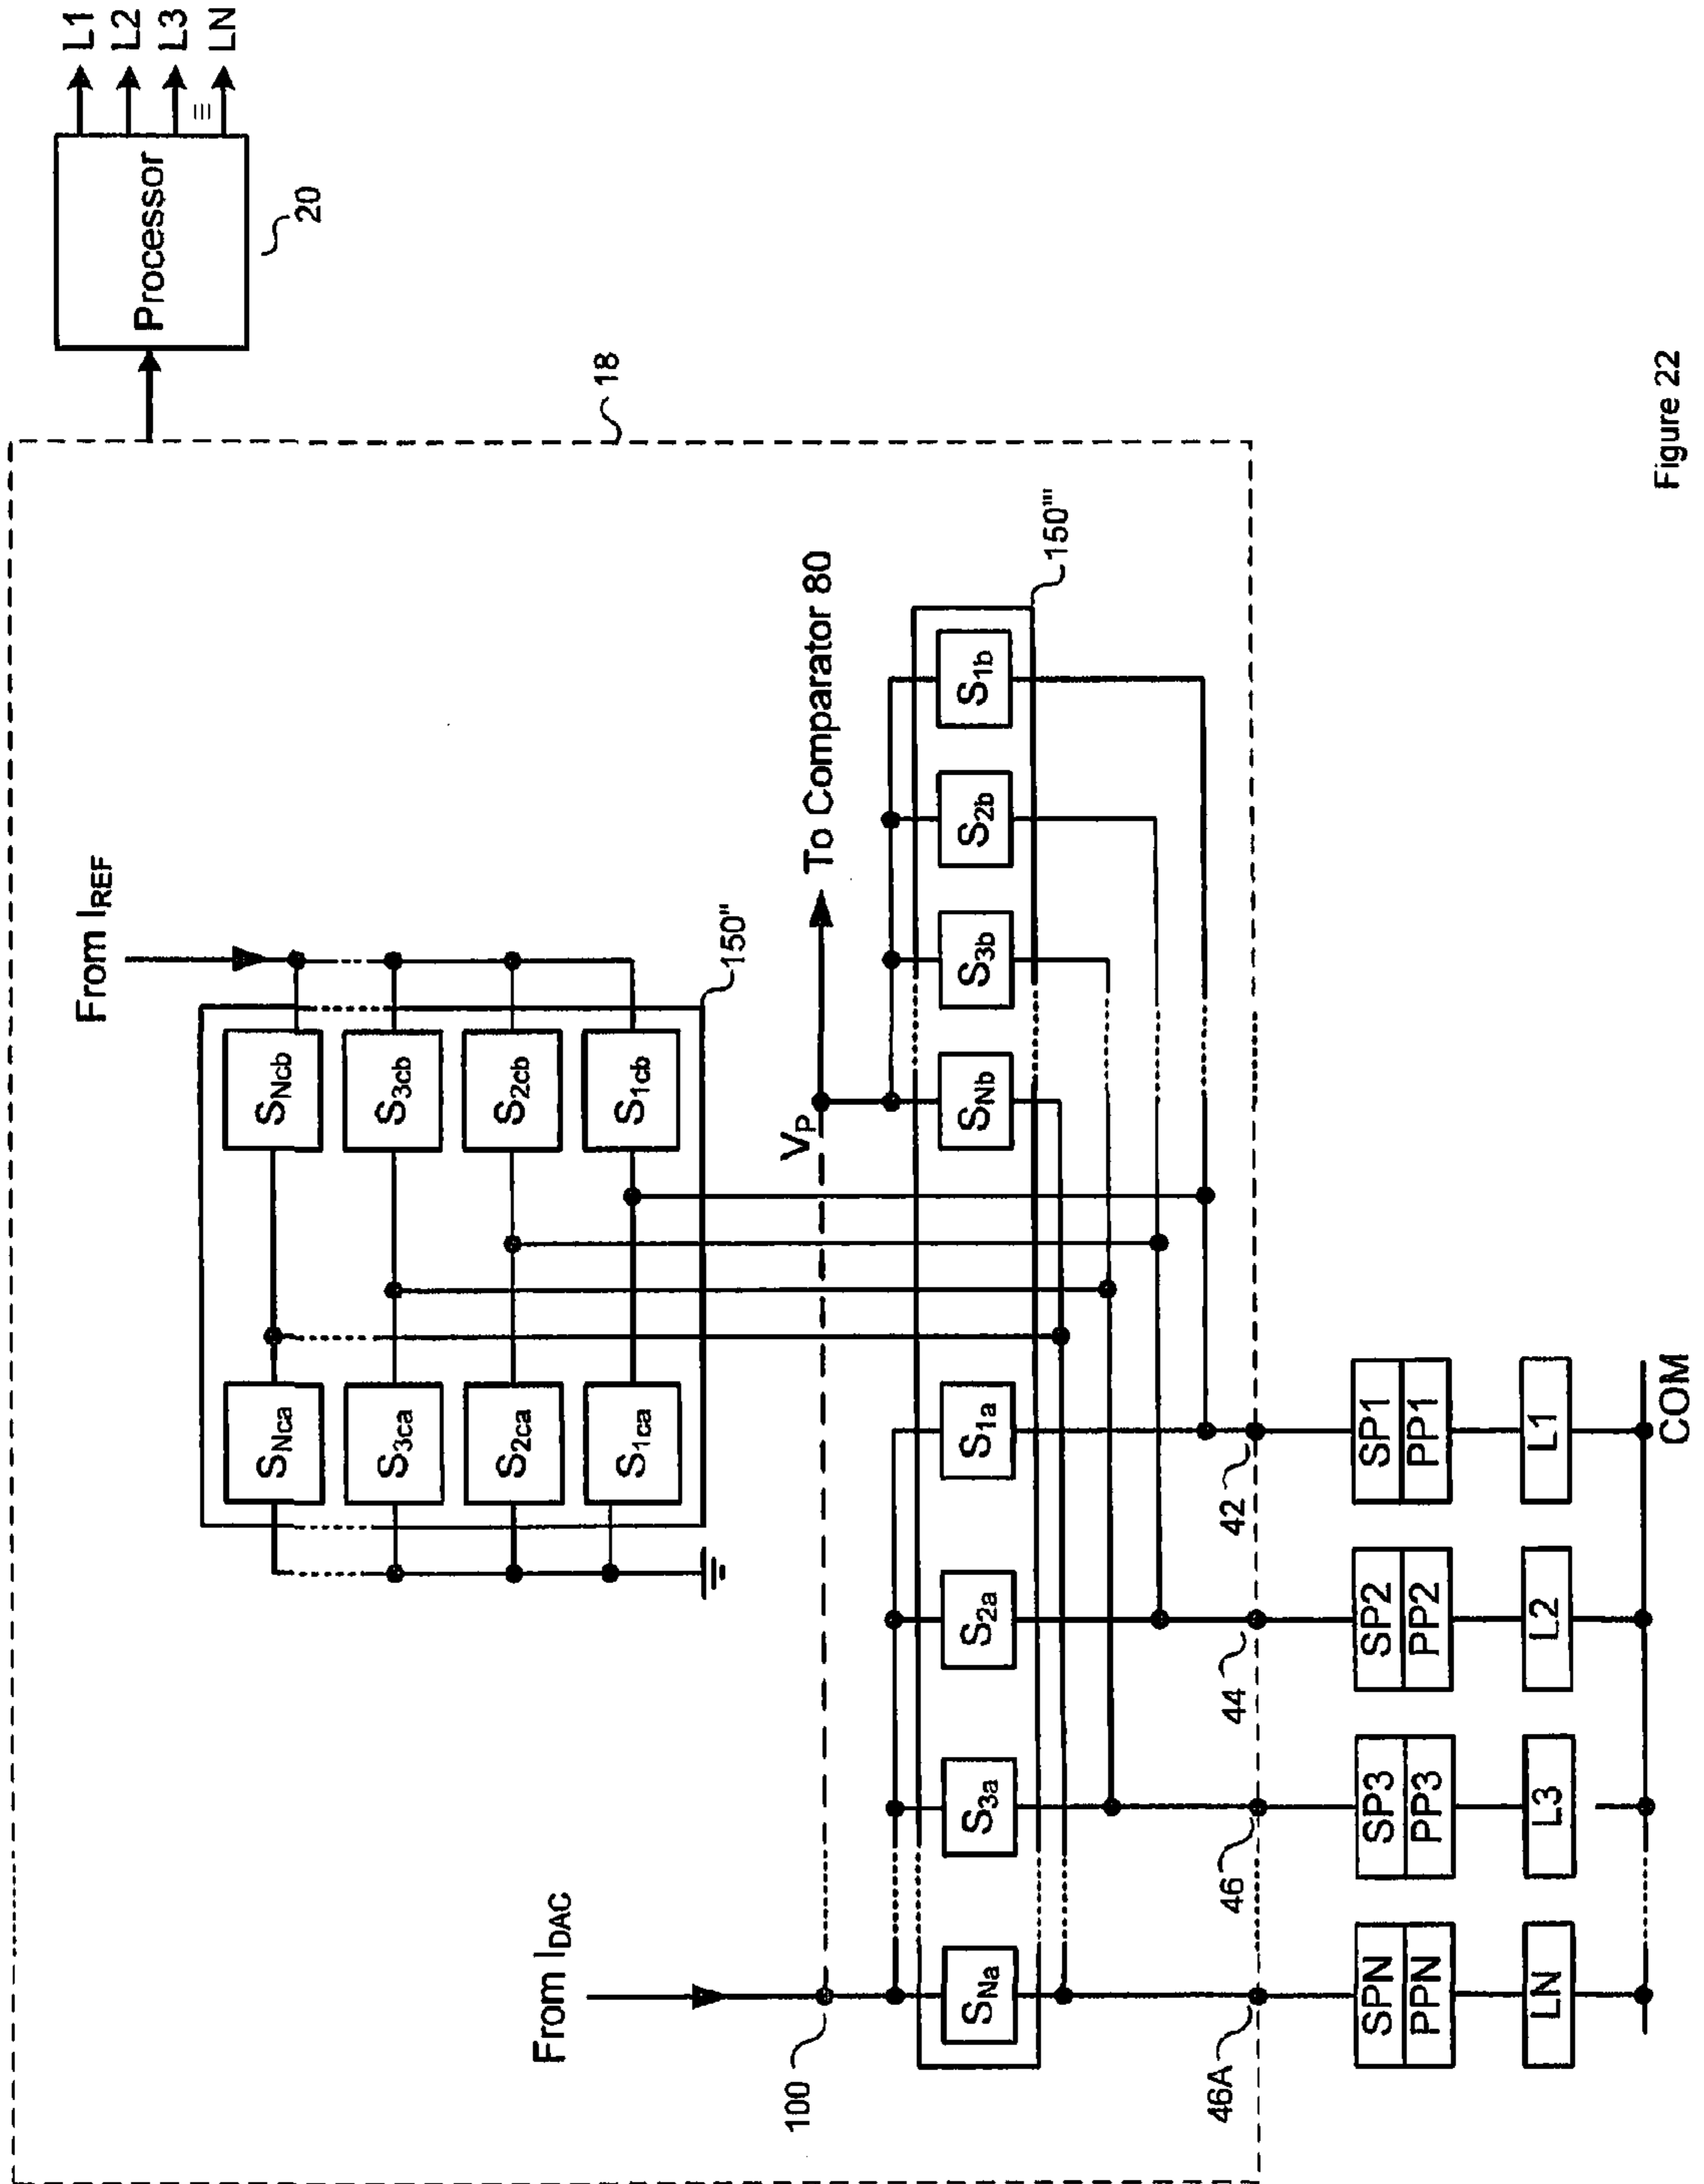 Processor
L1
L2
L3
≡
LN
20
18
From IREF
SNca
SNcb
S3ca
S3cb
S2ca
S2cb
S1ca
S1cb
150"
From IDAC
100
VP
To Comparator 80
SNa
S3a
S2a
S1a
SNb
S3b
S2b
S1b
150"'
46A
46
44
42
SPN
PPN
SP3
PP3
SP2
PP2
SP1
PP1
LN
L3
L2
L1
COM
Figure 22